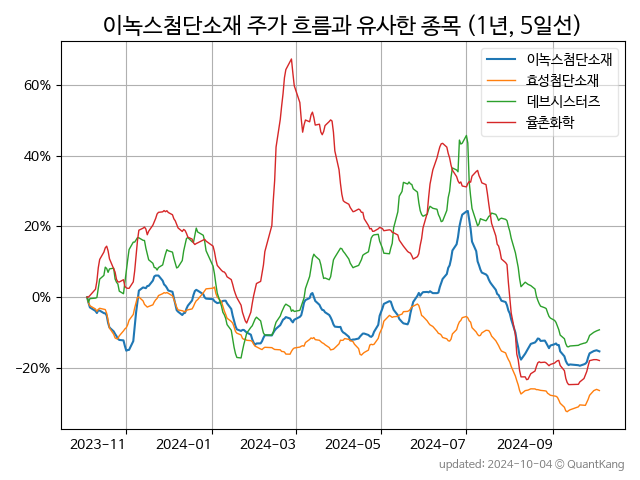 이녹스첨단소재 주가 흐름과 유사한 종목 (1년, 5일선)
이녹스첨단소재
효성첨단소재
데브시스터즈
율촌화학
60%
40%
20%
0%
−20%
2023-11
2024-01
2024-03
2024-05
2024-07
2024-09
updated: 2024-10-04 © QuantKang